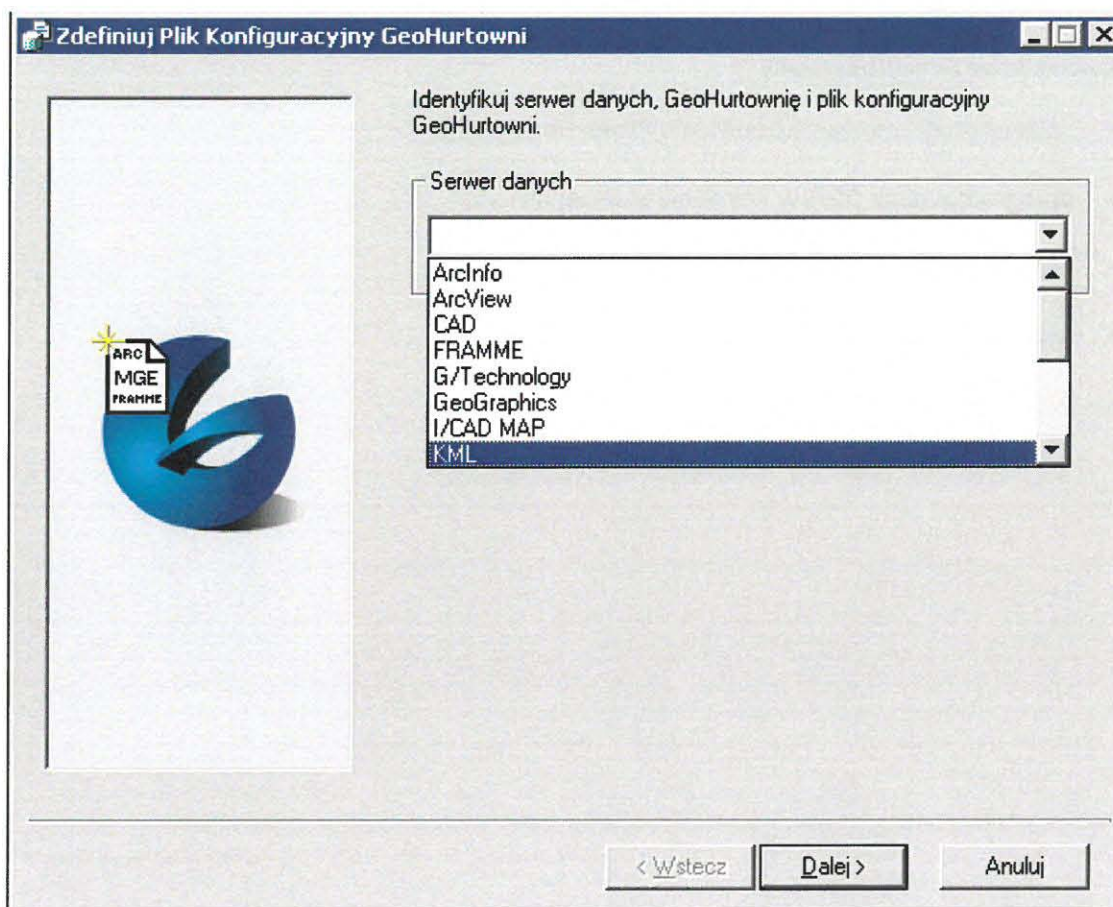 Zdefiniuj Plik Konfiguracyjny GeoHurtowni
Identyfikuj serwer danych, GeoHurtownię i plik konfiguracyjny
GeoHurtowni.
Serwer danych
ArcInfo
ArcView
CAD
FRAMME
G/Technology
GeoGraphics
I/CAD MAP
KML
ARC
MGE
FRAMME
< Wstecz
Dalej >
Anuluj